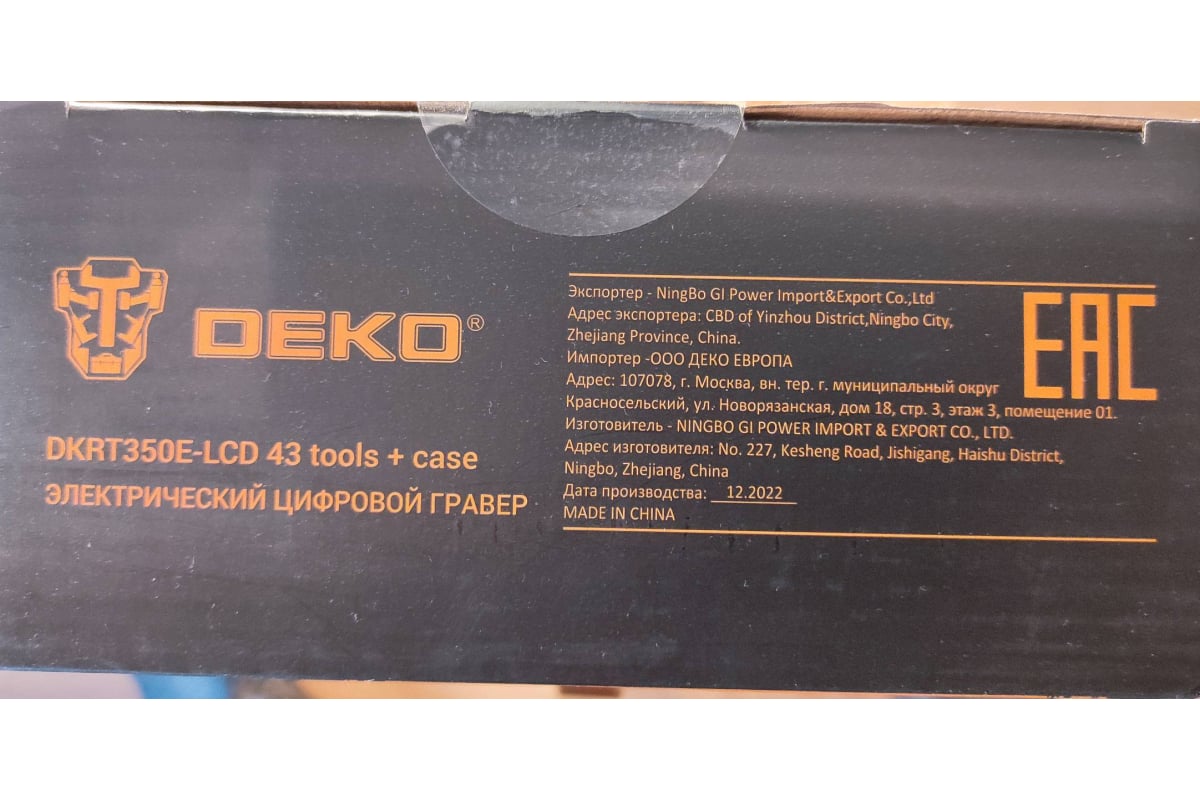 DEKO®
DKRT350E-LCD 43 tools + case
ЭЛЕКТРИЧЕСКИЙ ЦИФРОВОЙ ГРАВЕР
Экспортер - NingBo GI Power Import&Export Co.,Ltd
Адрес экспортера: CBD of Yinzhou District,Ningbo City,
Zhejiang Province, China.
Импортер -ООО ДЕКО ЕВРОПА
Адрес: 107078, г. Москва, вн. тер. г. муниципальный округ
Красносельский, ул. Новорязанская, дом 18, стр. 3, этаж 3, помещение 01.
Изготовитель - NINGBO GI POWER IMPORT & EXPORT CO., LTD.
Адрес изготовителя: No. 227, Kesheng Road, Jishigang, Haishu District,
Ningbo, Zhejiang, China
Дата производства: 12.2022
MADE IN CHINA
EAC